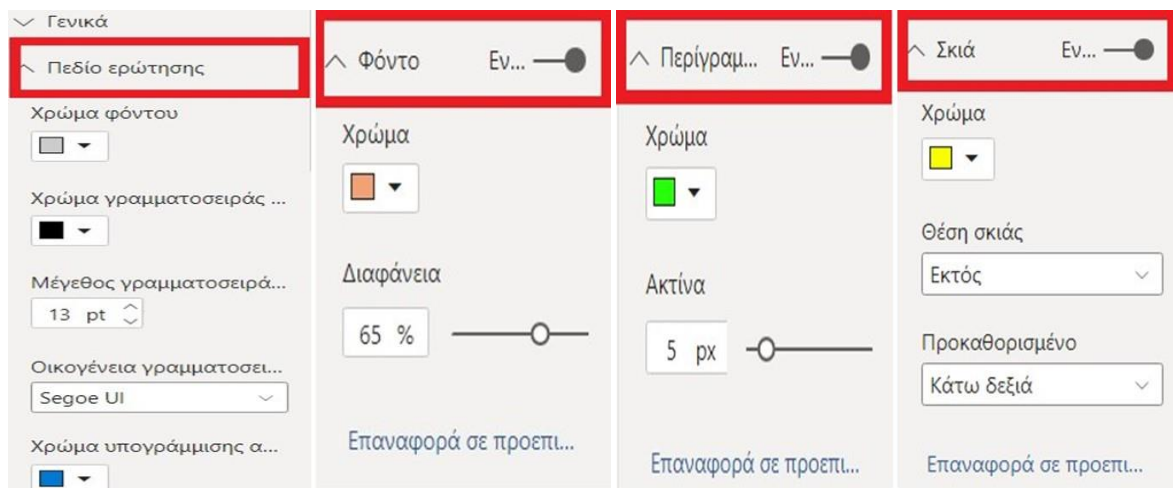 Γενικά
Πεδίο ερώτησης
Χρώμα φόντου
Χρώμα γραμματοσειράς ...
Μέγεθος γραμματοσειρά...
13 pt
Οικογένεια γραμματοσει...
Segoe UI
Χρώμα υπογράμμισης α...
Φόντο Εν...
Χρώμα
Διαφάνεια
65 %
Επαναφορά σε προεπι...
Περίγραμ... Εν...
Χρώμα
Ακτίνα
5 px
Επαναφορά σε προεπι...
Σκιά Εν...
Χρώμα
Θέση σκιάς
Εκτός
Προκαθορισμένο
Κάτω δεξιά
Επαναφορά σε προεπι...